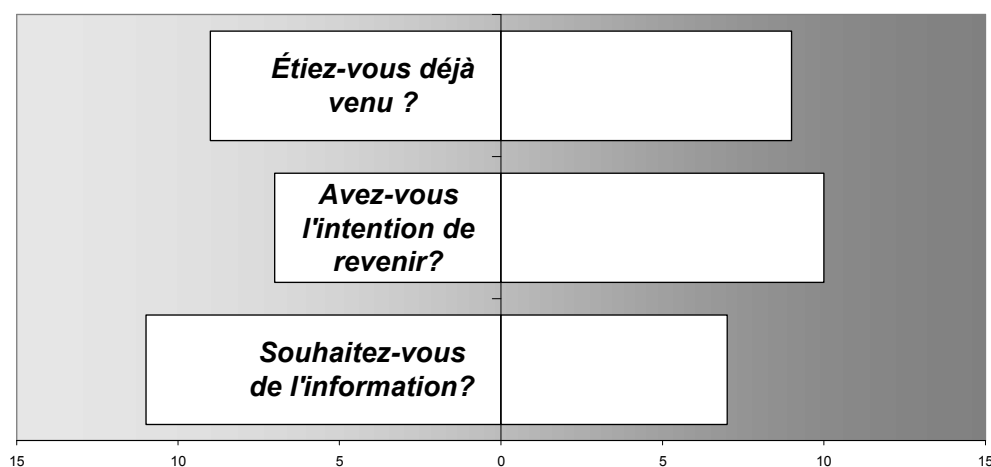 Étiez-vous déjà
venu ?
Avez-vous
l'intention de
revenir?
Souhaitez-vous
de l'information?
15 10 5 0 5 10 15